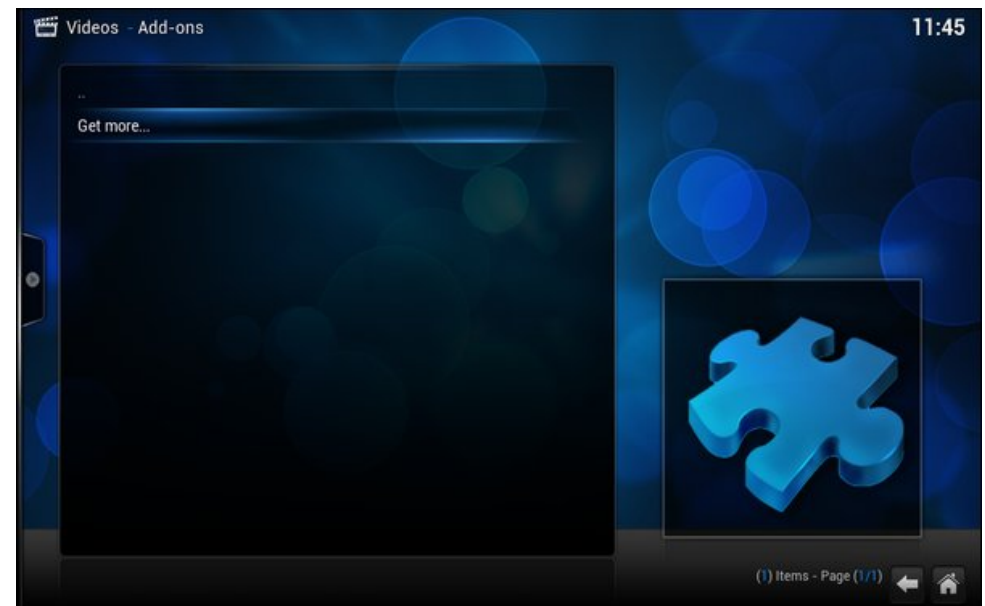 Videos - Add-ons
11:45
..
Get more...
(1) Items - Page (1/1)